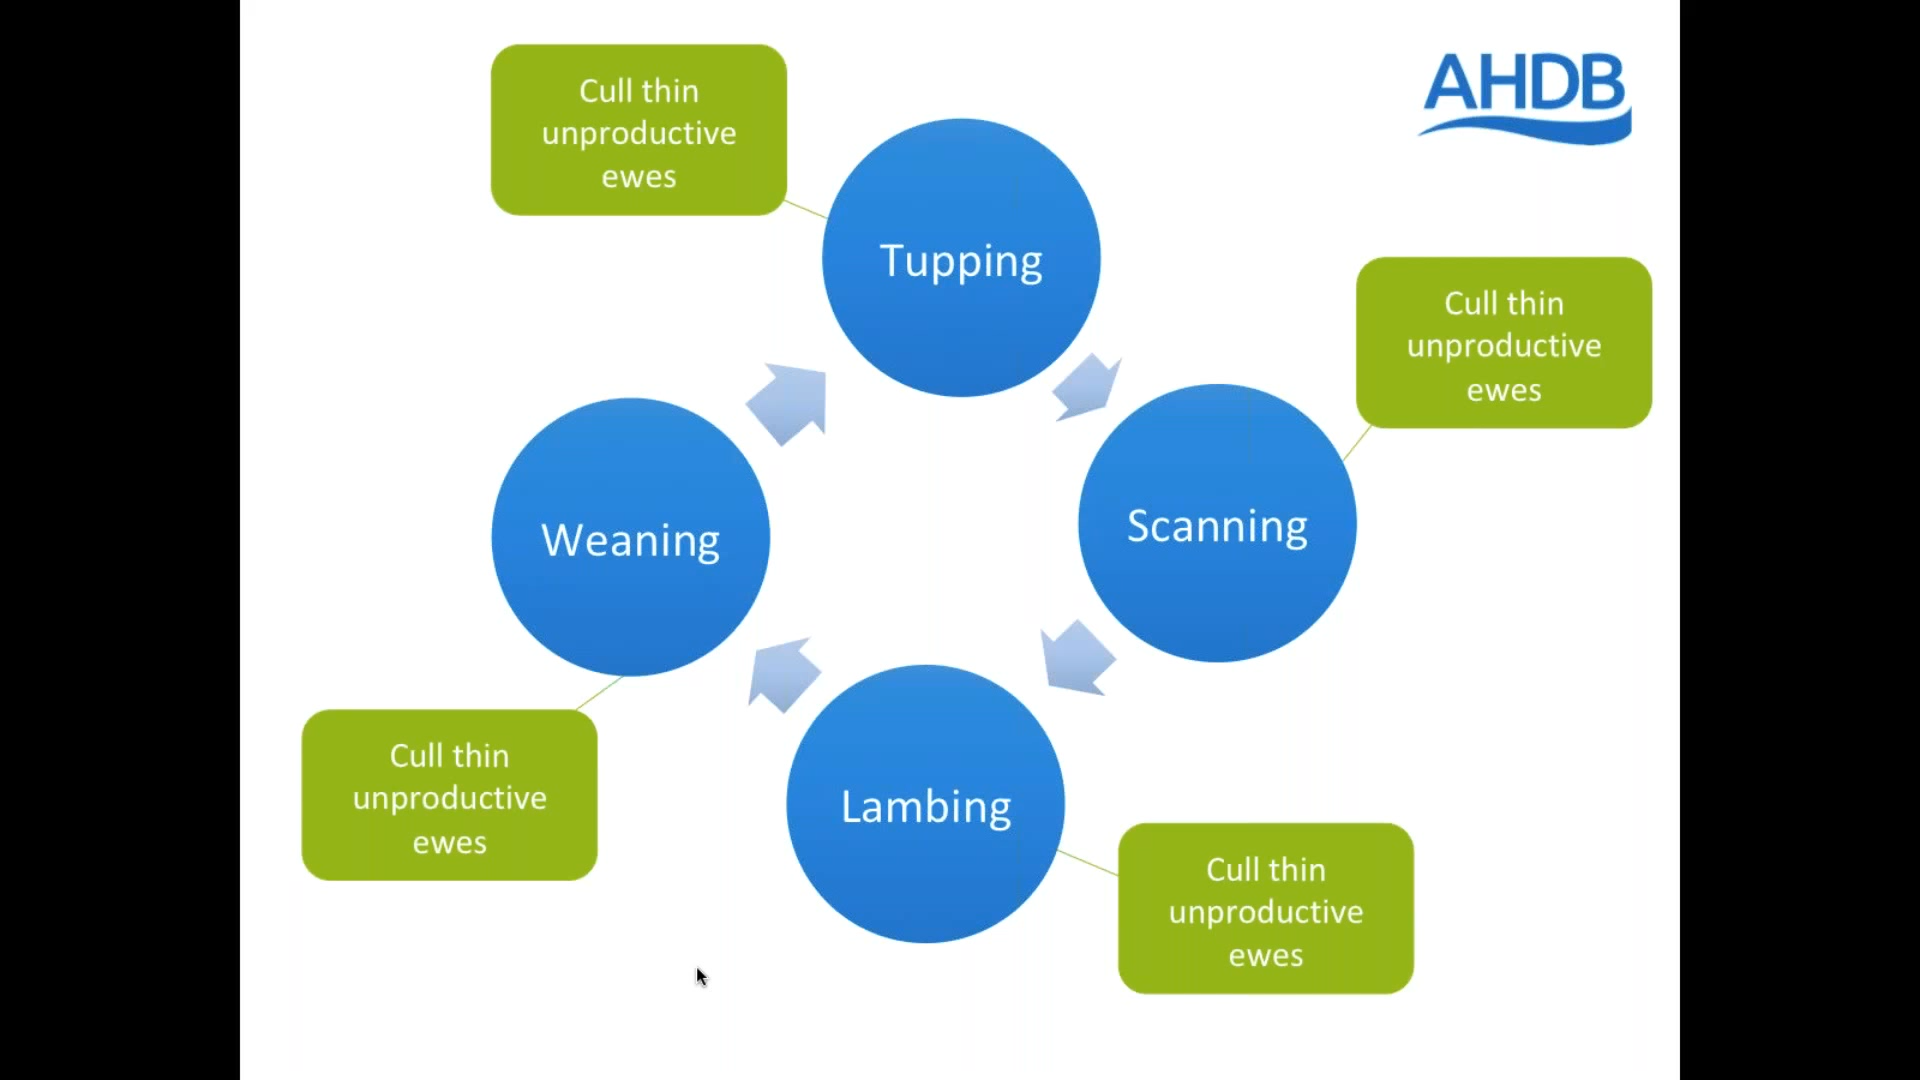 AHDB
Cull thin
unproductive
ewes
Tupping
Cull thin
unproductive
ewes
Scanning
Weaning
Cull thin
unproductive
ewes
Lambing
Cull thin
unproductive
ewes